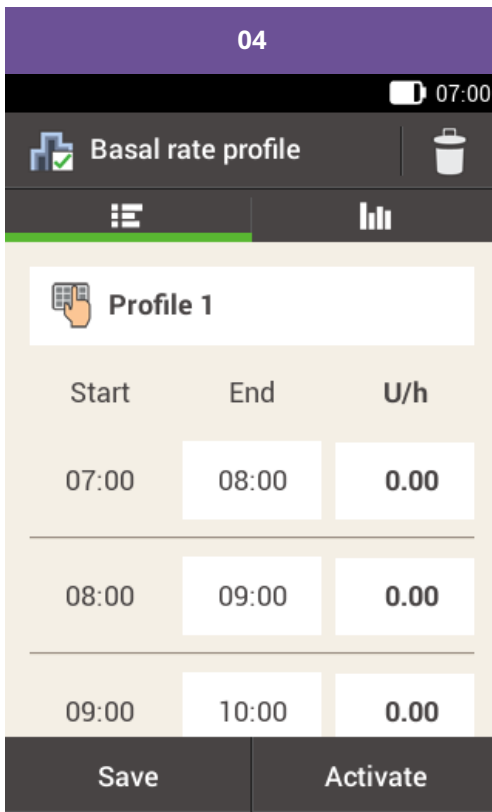 04
07:00
Basal rate profile
Profile 1
Start End U/h
07:00 08:00 0.00
08:00 09:00 0.00
09:00 10:00 0.00
Save Activate